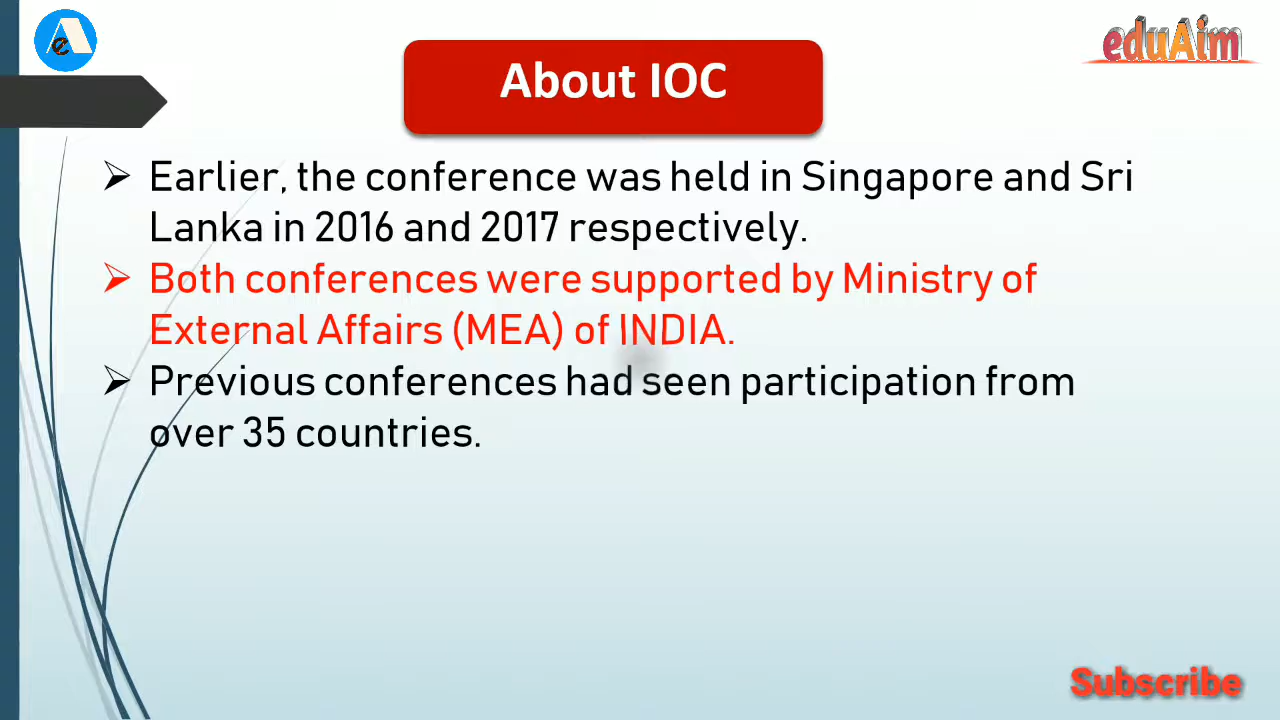 Ae
eduAim
About IOC
➢ Earlier, the conference was held in Singapore and Sri
Lanka in 2016 and 2017 respectively.
➢ Both conferences were supported by Ministry of
External Affairs (MEA) of INDIA.
➢ Previous conferences had seen participation from
over 35 countries.
Subscribe